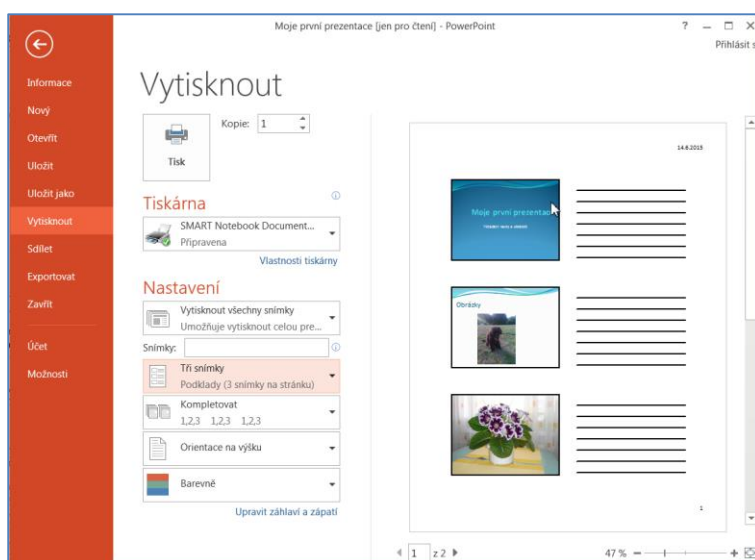 Moje první prezentace [jen pro čtení] - PowerPoint
Přihlásit s
Informace
Nový
Otevřít
Uložit
Uložit jako
Vytisknout
Sdílet
Exportovat
Zavřít
Účet
Možnosti
Vytisknout
Kopie: 1
Tisk
Tiskárna
SMART Notebook Document...
Připravena
Vlastnosti tiskárny
Nastavení
Vytisknout všechny snímky
Umožňuje vytisknout celou pre...
Snímky:
Tři snímky
Podklady (3 snímky na stránku)
Kompletovat
1,2,3 1,2,3 1,2,3
Orientace na výšku
Barevně
Upravit záhlaví a zápatí
14.8.2013
Moje první prezentac
Obrázky
1
1 z 2
47 %